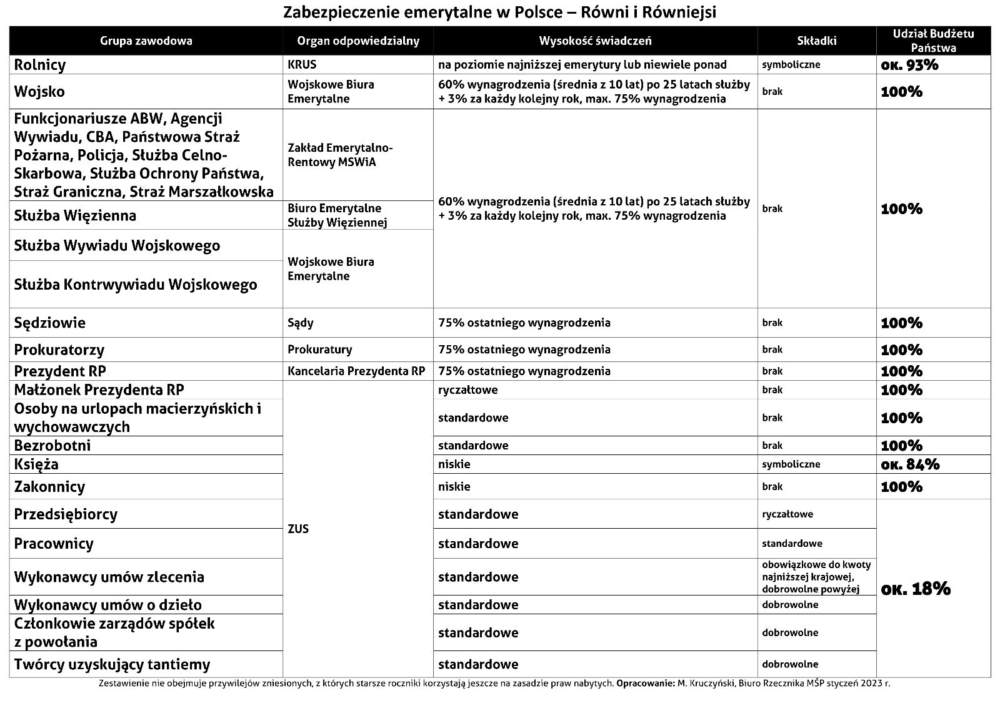 Zabezpieczenie emerytalne w Polsce – Równi i Równiejsi
Grupa zawodowa
Organ odpowiedzialny
Wysokość świadczeń
Składki
Udział Budżetu
Państwa
Rolnicy
KRUS
na poziomie najniższej emerytury lub niewiele ponad
symboliczne
ok. 93%
Wojsko
Wojskowe Biura
Emerytalne
60% wynagrodzenia (średnia z 10 lat) po 25 latach służby
+ 3% za każdy kolejny rok, max. 75% wynagrodzenia
brak
100%
Funkcjonariusze ABW, Agencji
Wywiadu, CBA, Państwowa Straż
Pożarna, Policja, Służba Celno-
Skarbowa, Służba Ochrony Państwa,
Straż Graniczna, Straż Marszałkowska
Zakład Emerytalno-
Rentowy MSWiA
60% wynagrodzenia (średnia z 10 lat) po 25 latach służby
+ 3% za każdy kolejny rok, max. 75% wynagrodzenia
brak
100%
Służba Więzienna
Biuro Emerytalne
Służby Więziennej
Służba Wywiadu Wojskowego
Wojskowe Biura
Emerytalne
Służba Kontrwywiadu Wojskowego
Sędziowie
Sądy
75% ostatniego wynagrodzenia
brak
100%
Prokuratorzy
Prokuratury
75% ostatniego wynagrodzenia
brak
100%
Prezydent RP
Kancelaria Prezydenta RP
75% ostatniego wynagrodzenia
brak
100%
Małżonek Prezydenta RP
ZUS
ryczałtowe
brak
100%
Osoby na urlopach macierzyńskich i
wychowawczych
standardowe
brak
100%
Bezrobotni
standardowe
brak
100%
Księża
niskie
symboliczne
ok. 84%
Zakonnicy
niskie
brak
100%
Przedsiębiorcy
standardowe
ryczałtowe
ok. 18%
Pracownicy
standardowe
standardowe
Wykonawcy umów zlecenia
standardowe
obowiązkowe do kwoty
najniższej krajowej,
dobrowolne powyżej
Wykonawcy umów o dzieło
standardowe
dobrowolne
Członkowie zarządów spółek
z powołania
standardowe
dobrowolne
Twórcy uzyskujący tantiemy
standardowe
dobrowolne
Zestawienie nie obejmuje przywilejów zniesionych, z których starsze roczniki korzystają jeszcze na zasadzie praw nabytych. Opracowanie: M. Kruczyński, Biuro Rzecznika MŚP styczeń 2023 r.